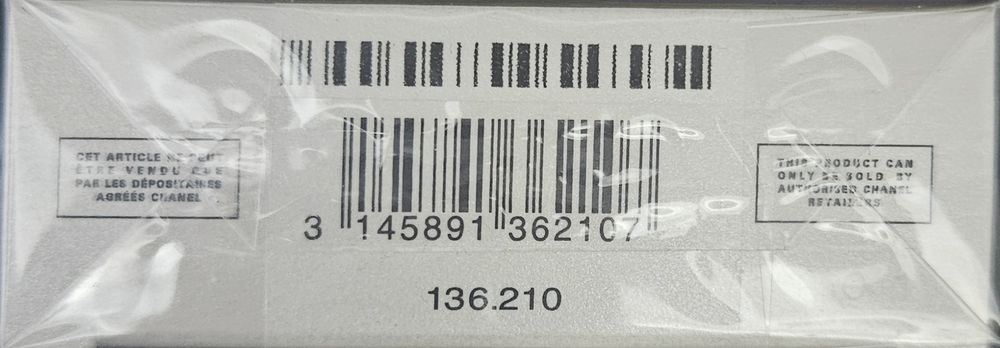 CET ARTICLE NE PEUT
ÊTRE VENDU QUE
PAR LES DÉPOSITAIRES
AGRÉÉS CHANEL
THIS PRODUCT CAN
ONLY BE SOLD BY
AUTHORISED CHANEL
RETAILERS
3 145891 362107
136.210